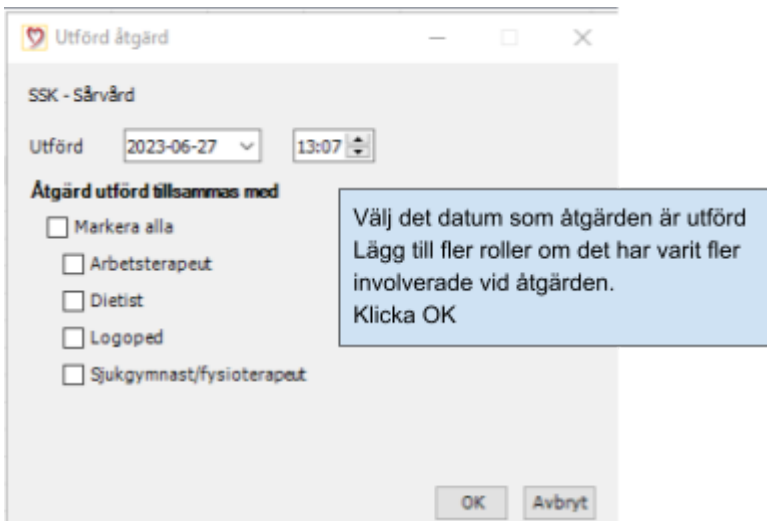 Utförd åtgärd
SSK - Sårvård
Utförd 2023-06-27 13:07
Åtgärd utförd tillsammas med
Markera alla
Arbetsterapeut
Dietist
Logoped
Sjukgymnast/fysioterapeut
Välj det datum som åtgärden är utförd
Lägg till fler roller om det har varit fler
involverade vid åtgärden.
Klicka OK
OK Avbryt